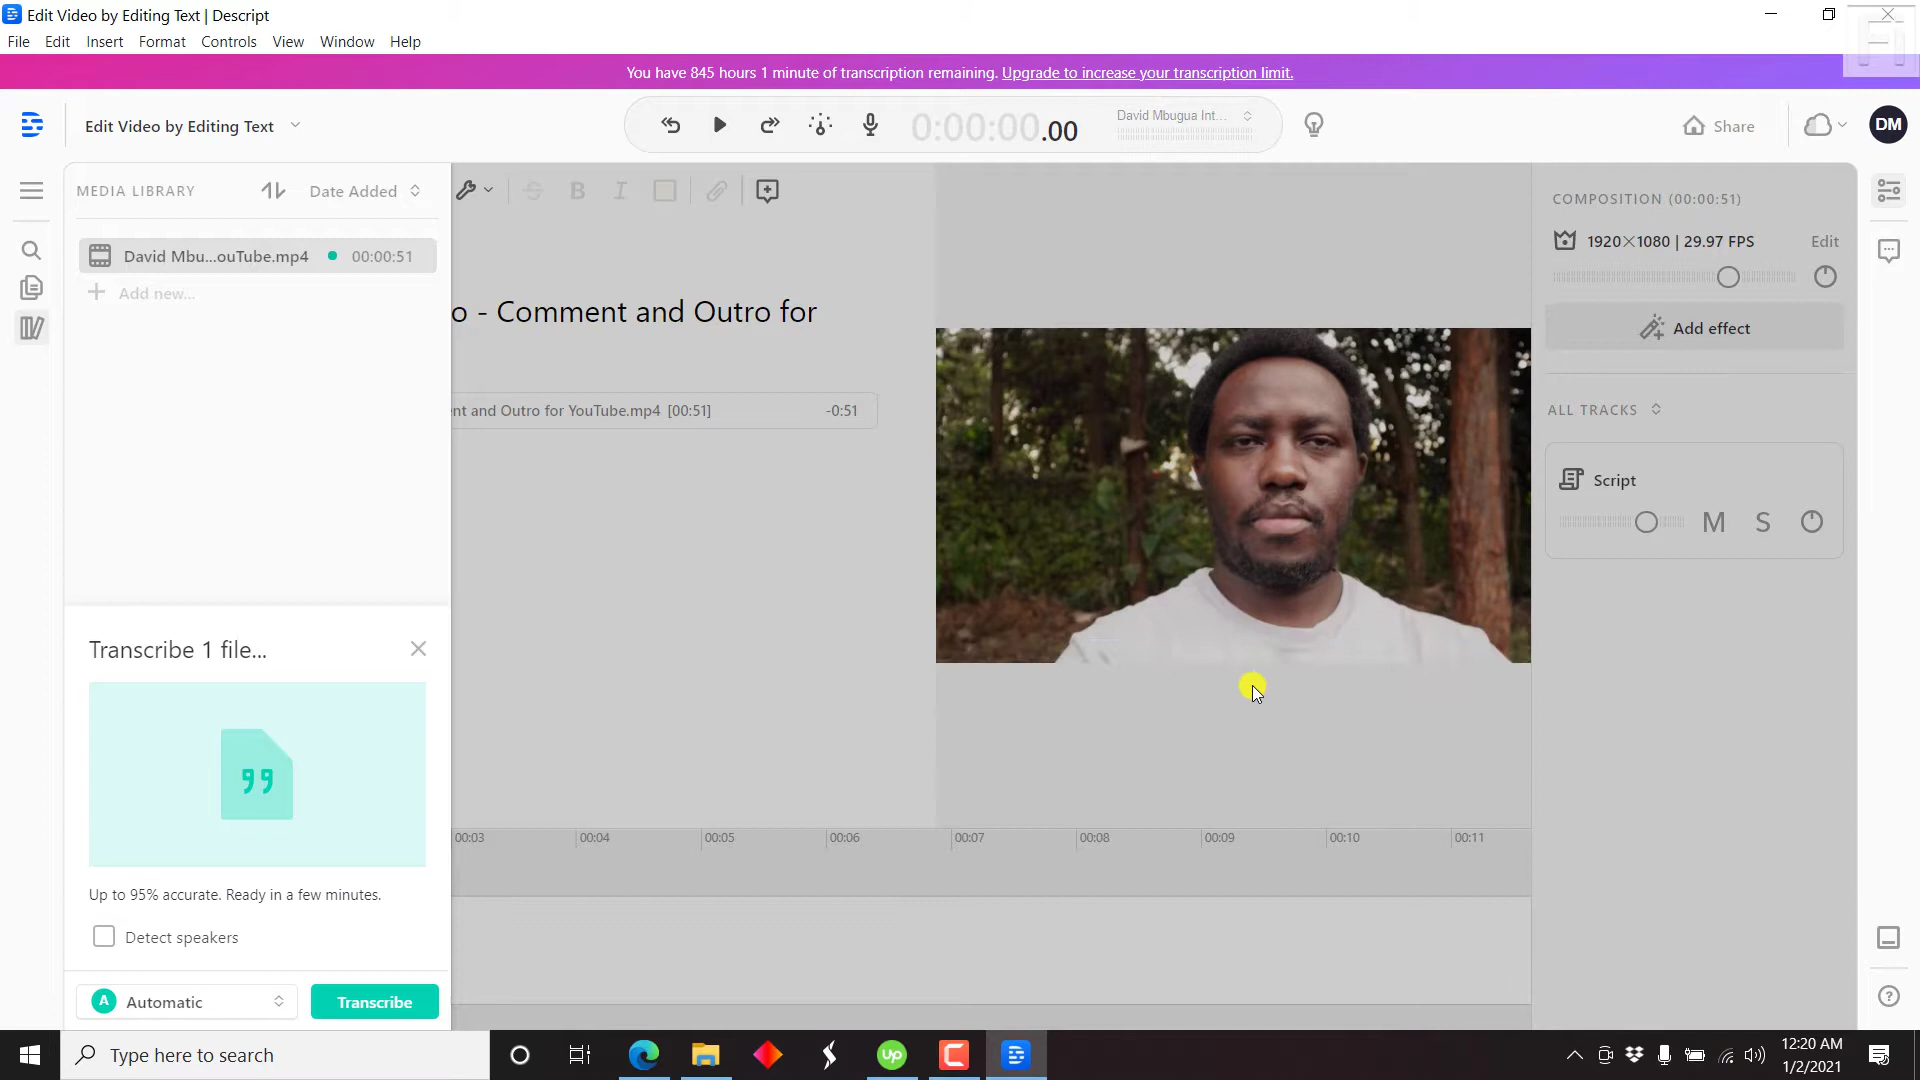 Edit Video by Editing Text | Descript
File Edit Insert Format Controls View Window Help
You have 845 hours 1 minute of transcription remaining. Upgrade to increase your transcription limit.
Edit Video by Editing Text
0:00:00.00
David Mbugua Int...
Share
DM
MEDIA LIBRARY
Date Added
B I
David Mbu...ouTube.mp4 00:00:51
Add new...
o - Comment and Outro for
nt and Outro for YouTube.mp4 [00:51] -0:51
COMPOSITION (00:00:51)
1920×1080 | 29.97 FPS Edit
Add effect
ALL TRACKS
Script
M S
Transcribe 1 file...
Up to 95% accurate. Ready in a few minutes.
Detect speakers
A Automatic
Transcribe
00:03 00:04 00:05 00:06 00:07 00:08 00:09 00:10 00:11
Type here to search
up
12:20 AM
1/2/2021